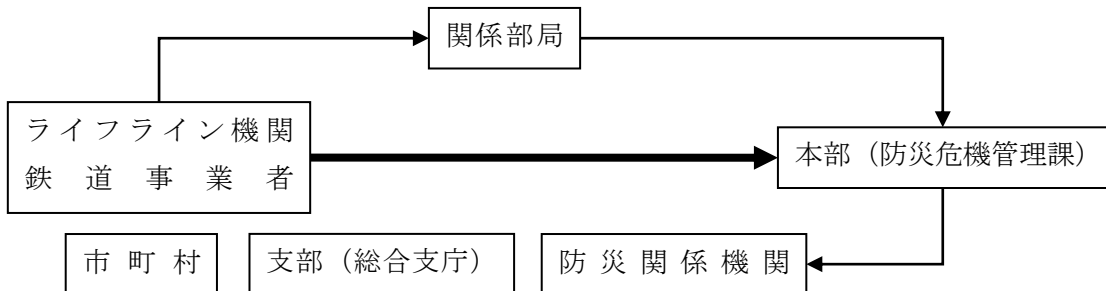 関係部局
ライフライン機関
鉄道事業者
本部（防災危機管理課）
市町村
支部（総合支庁）
防災関係機関